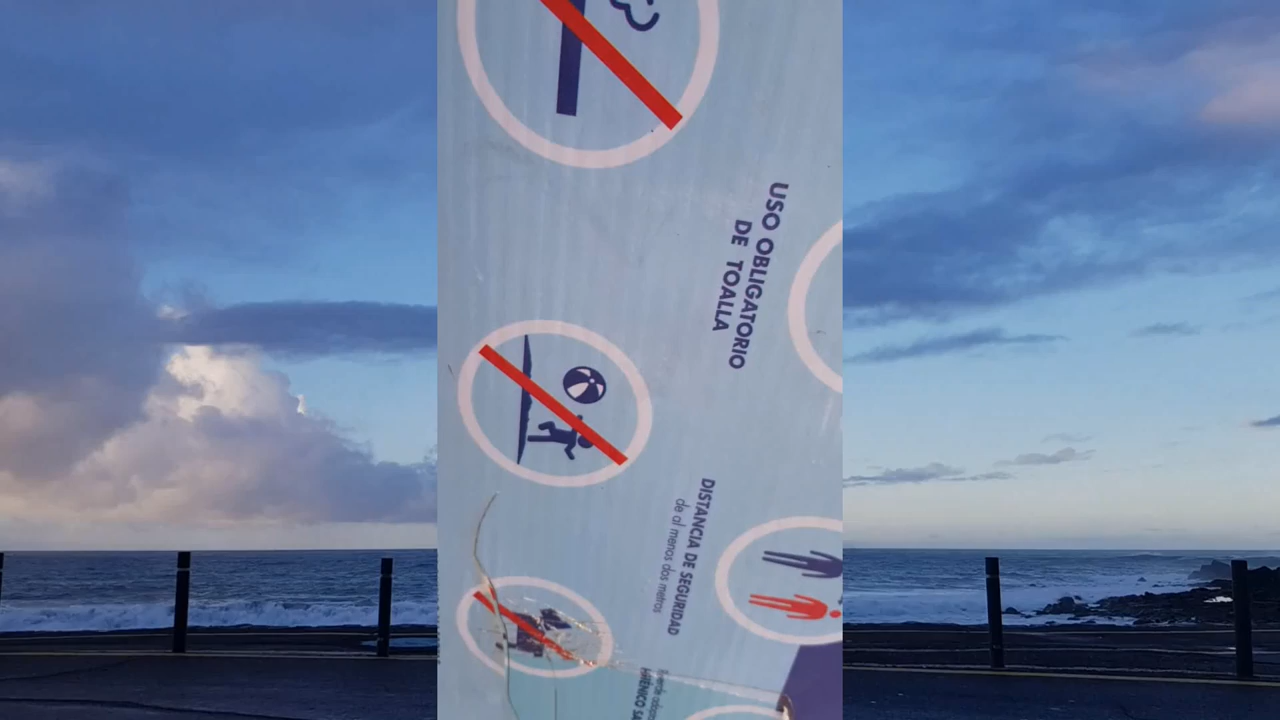 USO OBLIGATORIO
DE TOALLA
DISTANCIA DE SEGURIDAD
de al menos dos metros